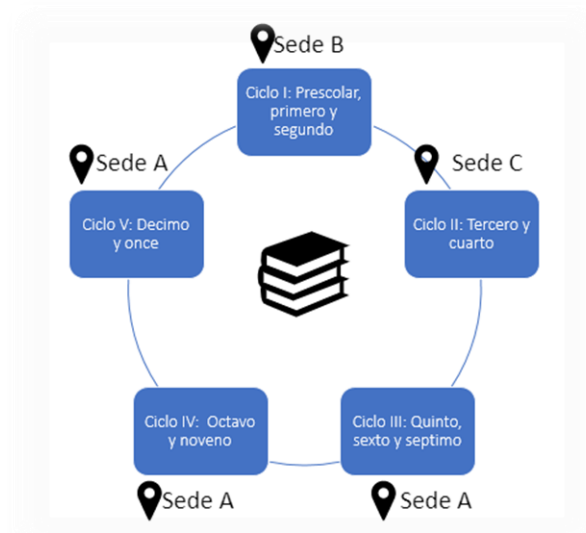 Sede B
Ciclo I: Prescolar,
primero y
segundo
Sede C
Ciclo II: Tercero y
cuarto
Ciclo III: Quinto,
sexto y septimo
Sede A
Ciclo IV:  Octavo
y noveno
Sede A
Sede A
Ciclo V: Decimo
y once